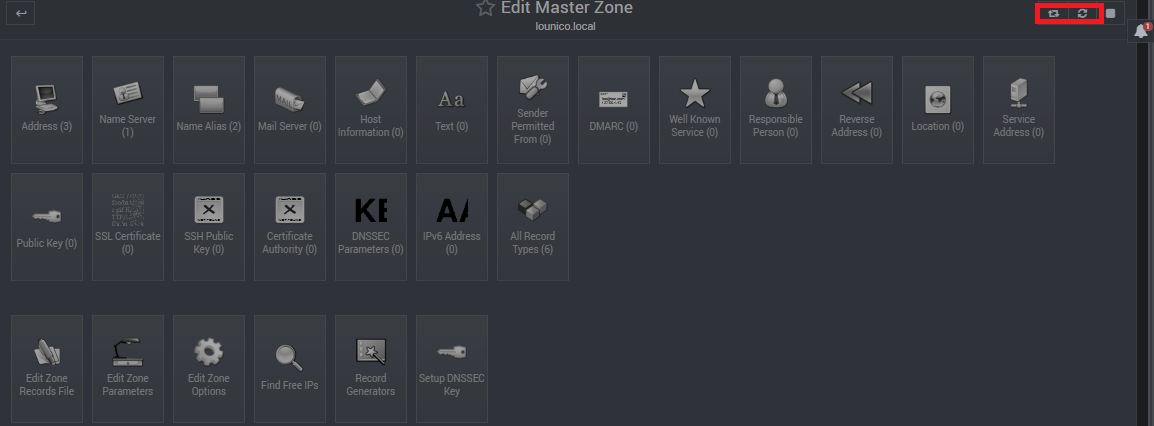 Edit Master Zone
lounico.local
1
Address (3)
Name Server
(1)
Name Alias (2)
MAIL
Mail Server (0)
Host
Information (0)
Aa
Text (0)
Sender
Permitted
From (0)
DMARC (0)
Well Known
Service (0)
Responsible
Person (0)
Reverse
Address (0)
Location (0)
Service
Address (0)
Public Key (0)
SSL Certificate
(0)
SSH Public
Key (0)
Certificate
Authority (0)
KE
DNSSEC
Parameters (0)
AA
IPv6 Address
(0)
All Record
Types (6)
Edit Zone
Records File
Edit Zone
Parameters
Edit Zone
Options
Find Free IPs
Record
Generators
Setup DNSSEC
Key